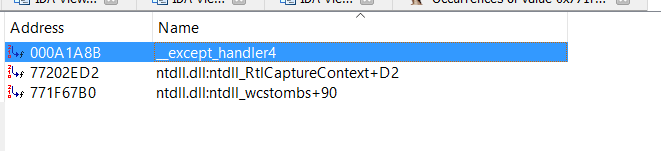 Address Name
000A1A8B __except_handler4
77202ED2 ntdll.dll:ntdll_RtlCaptureContext+D2
771F67B0 ntdll.dll:ntdll_wcstombs+90